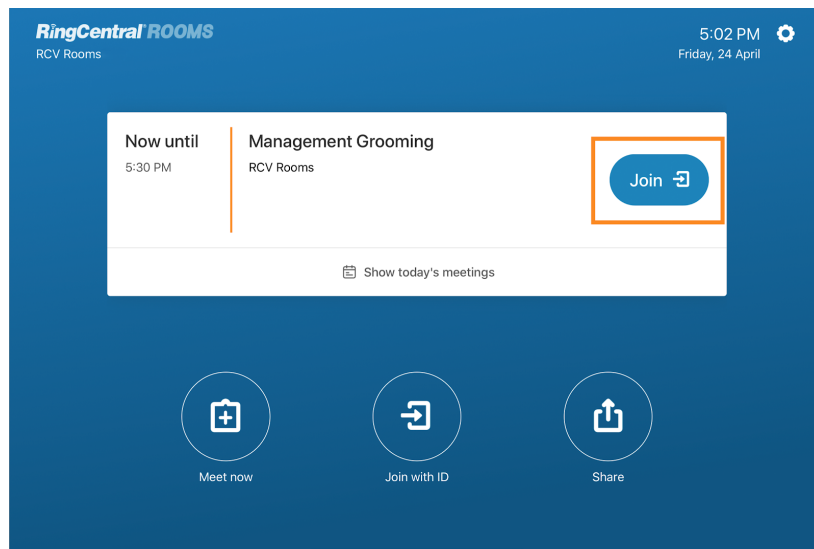 RingCentral® ROOMS
RCV Rooms
5:02 PM
Friday, 24 April
Now until
5:30 PM
Management Grooming
RCV Rooms
Join
Show today's meetings
Meet now
Join with ID
Share